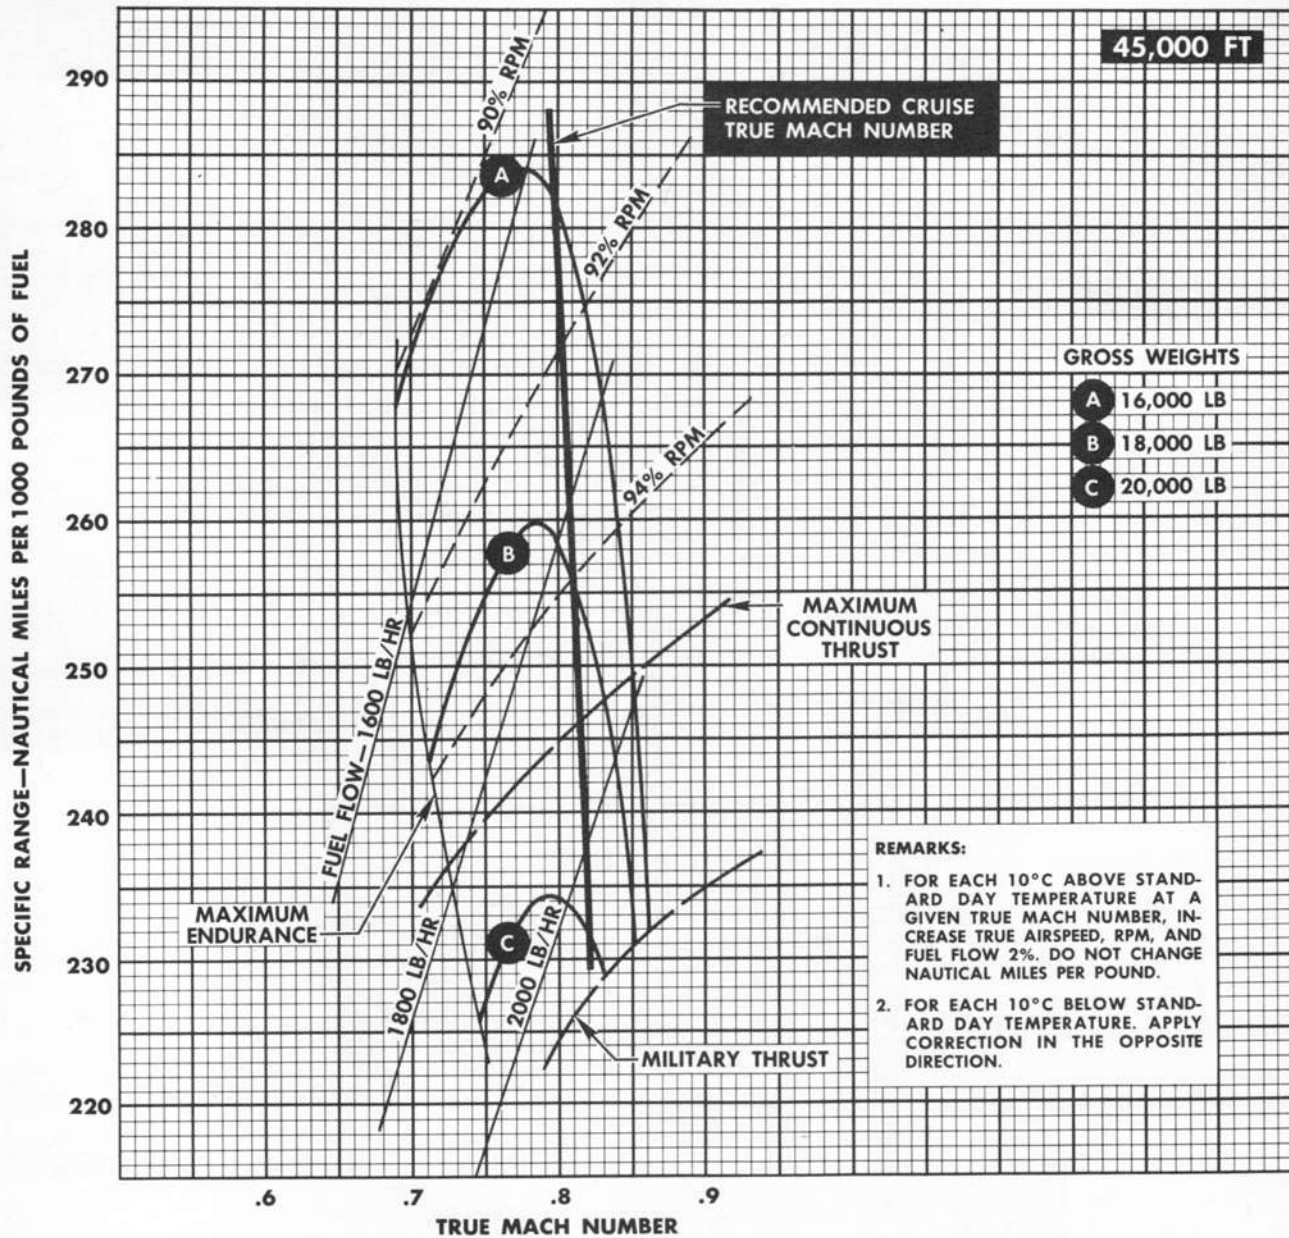 45,000 FT
290
280
270
260
250
240
230
220
SPECIFIC RANGE—NAUTICAL MILES PER 1000 POUNDS OF FUEL
90% RPM
RECOMMENDED CRUISE
TRUE MACH NUMBER
A
92% RPM
94% RPM
B
GROSS WEIGHTS
A 16,000 LB
B 18,000 LB
C 20,000 LB
MAXIMUM
CONTINUOUS
THRUST
FUEL FLOW—1600 LB/HR
MAXIMUM
ENDURANCE
C
1800 LB/HR
2000 LB/HR
MILITARY THRUST
REMARKS:
1. FOR EACH 10°C ABOVE STAND-
ARD DAY TEMPERATURE AT A
GIVEN TRUE MACH NUMBER, IN-
CREASE TRUE AIRSPEED, RPM, AND
FUEL FLOW 2%. DO NOT CHANGE
NAUTICAL MILES PER POUND.
2. FOR EACH 10°C BELOW STAND-
ARD DAY TEMPERATURE. APPLY
CORRECTION IN THE OPPOSITE
DIRECTION.
.6 .7 .8 .9
TRUE MACH NUMBER